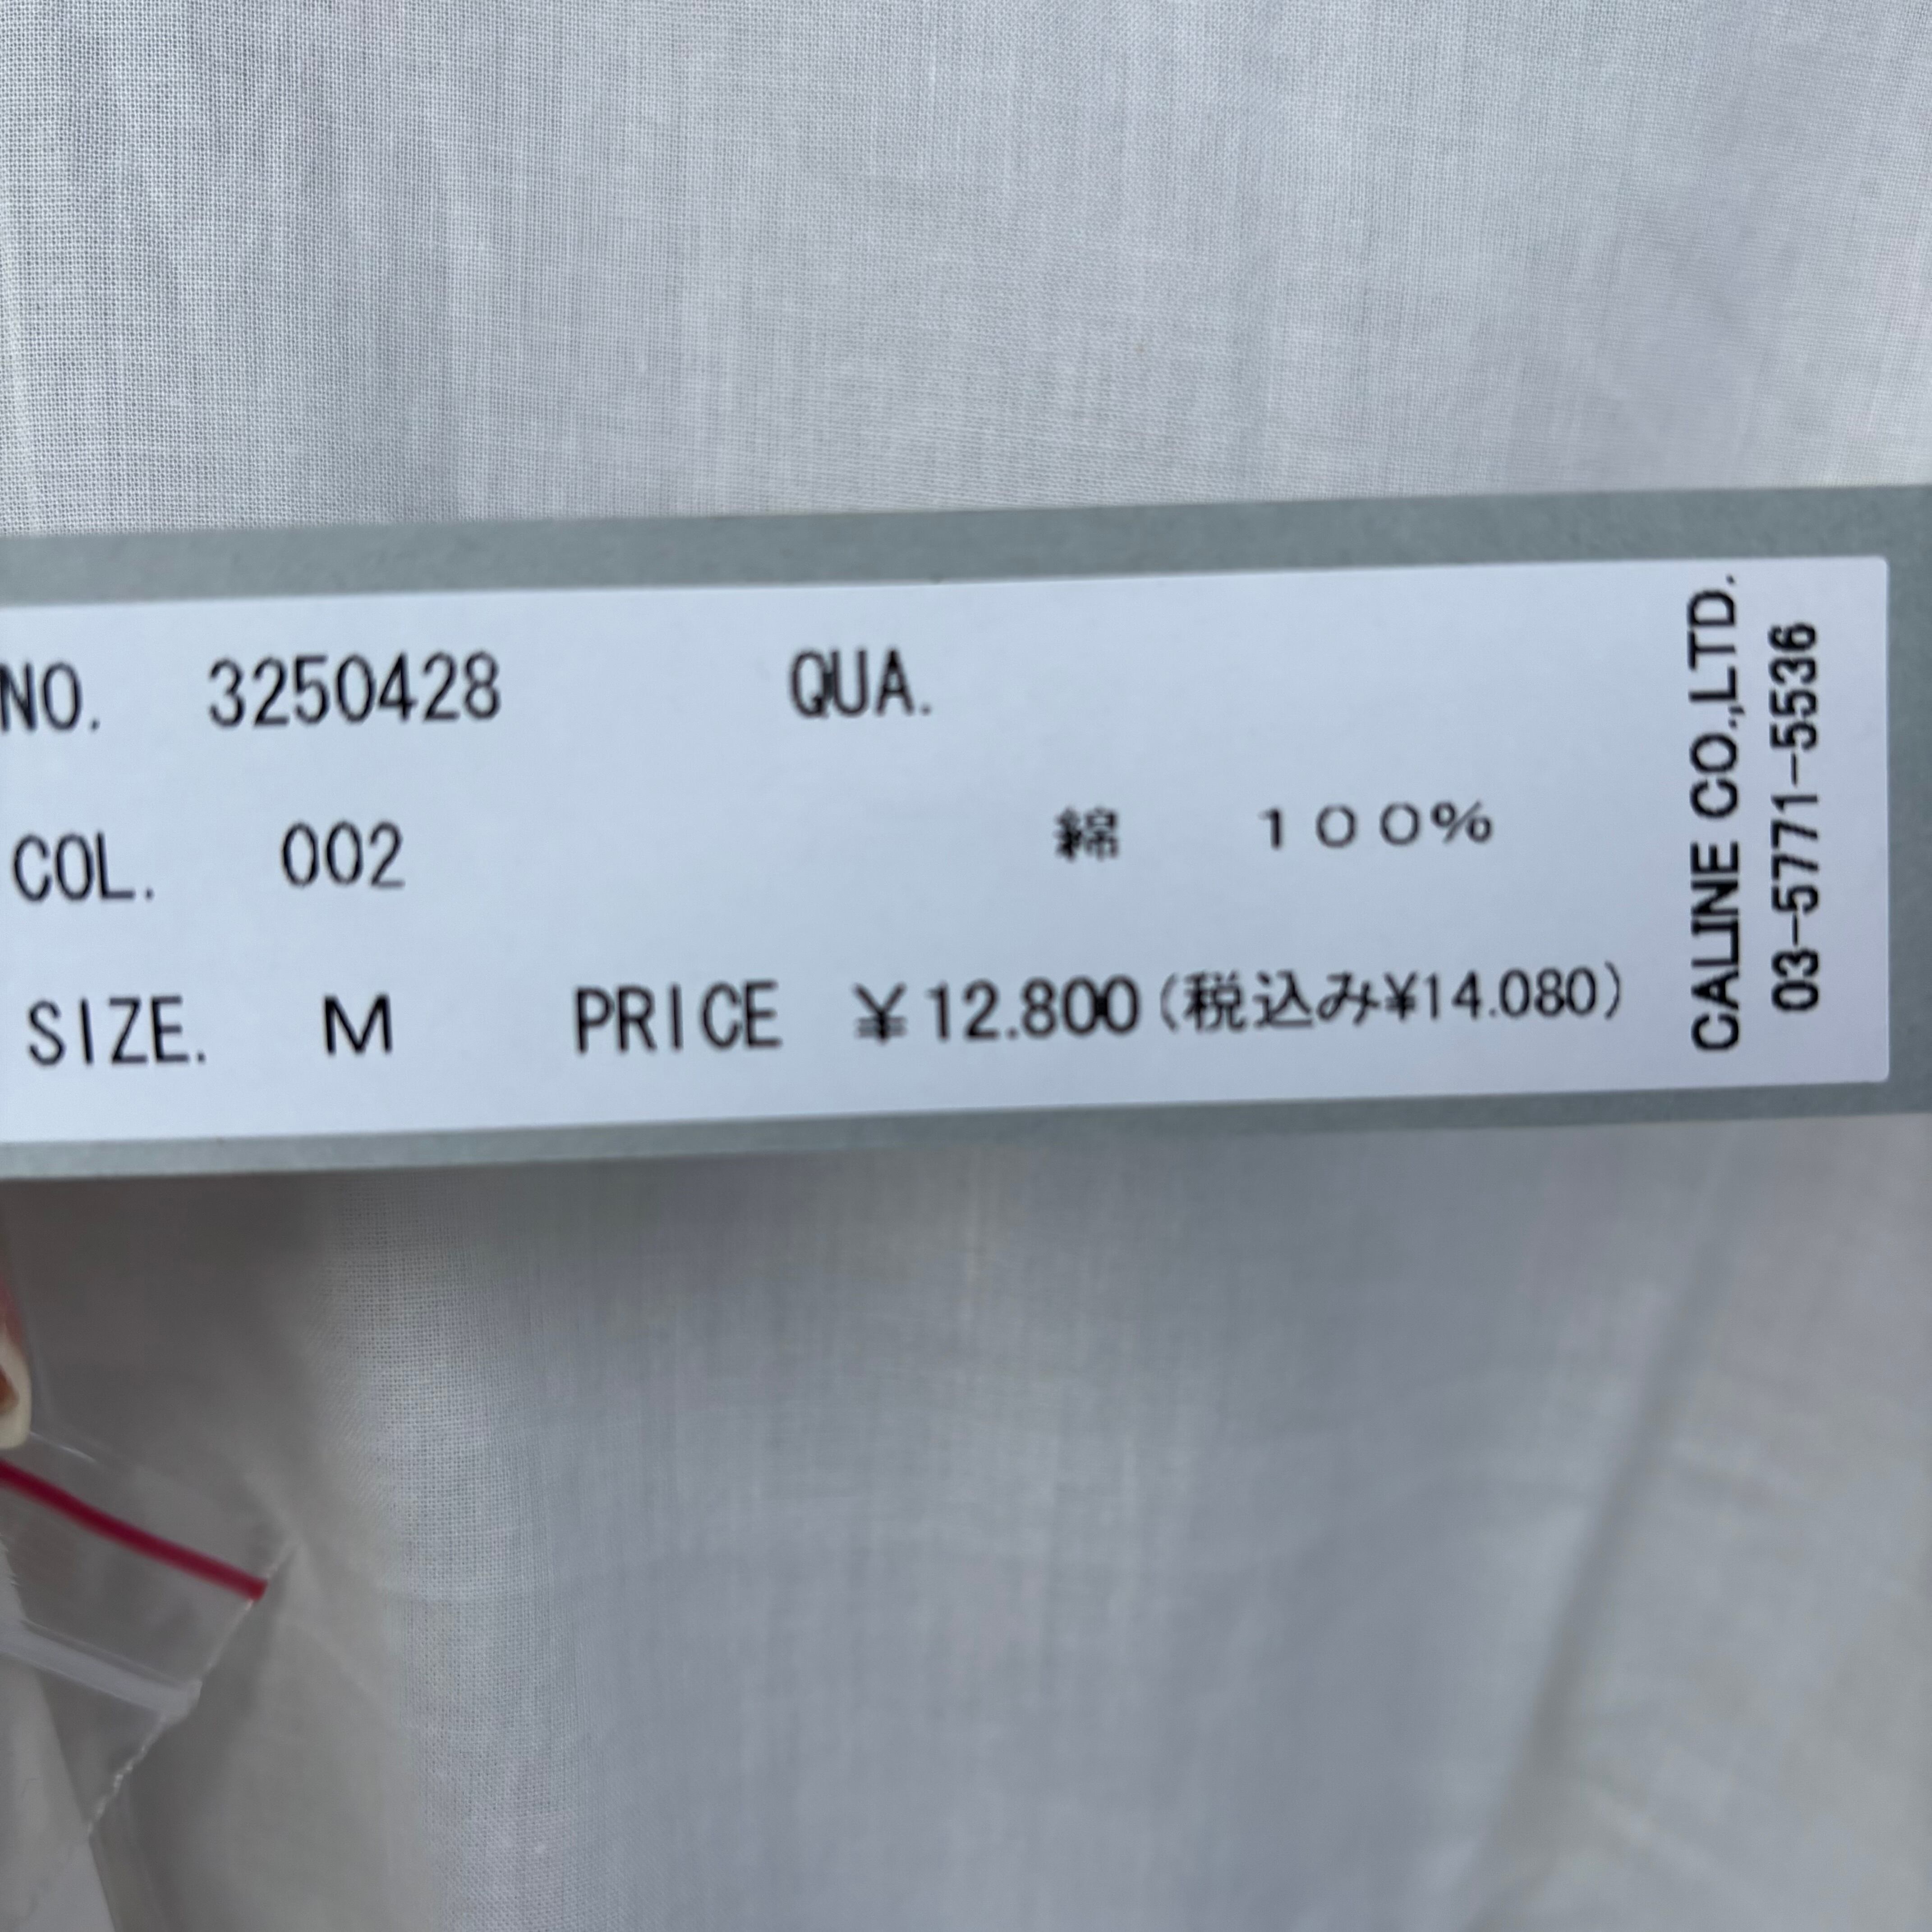 NO. 3250428 QUA.
COL. 002 綿 100%
SIZE. M PRICE ¥12.800(税込み¥14.080)
CALINE CO.,LTD.
03-5771-5536